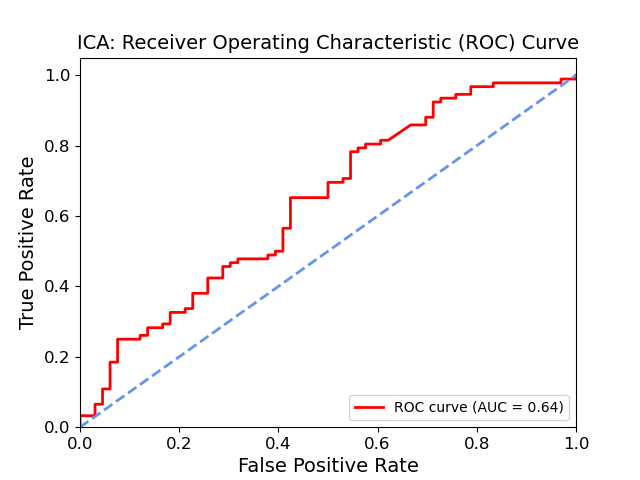 ICA: Receiver Operating Characteristic (ROC) Curve
True Positive Rate
1.0
0.8
0.6
0.4
0.2
0.0
ROC curve (AUC = 0.64)
0.0 0.2 0.4 0.6 0.8 1.0
False Positive Rate